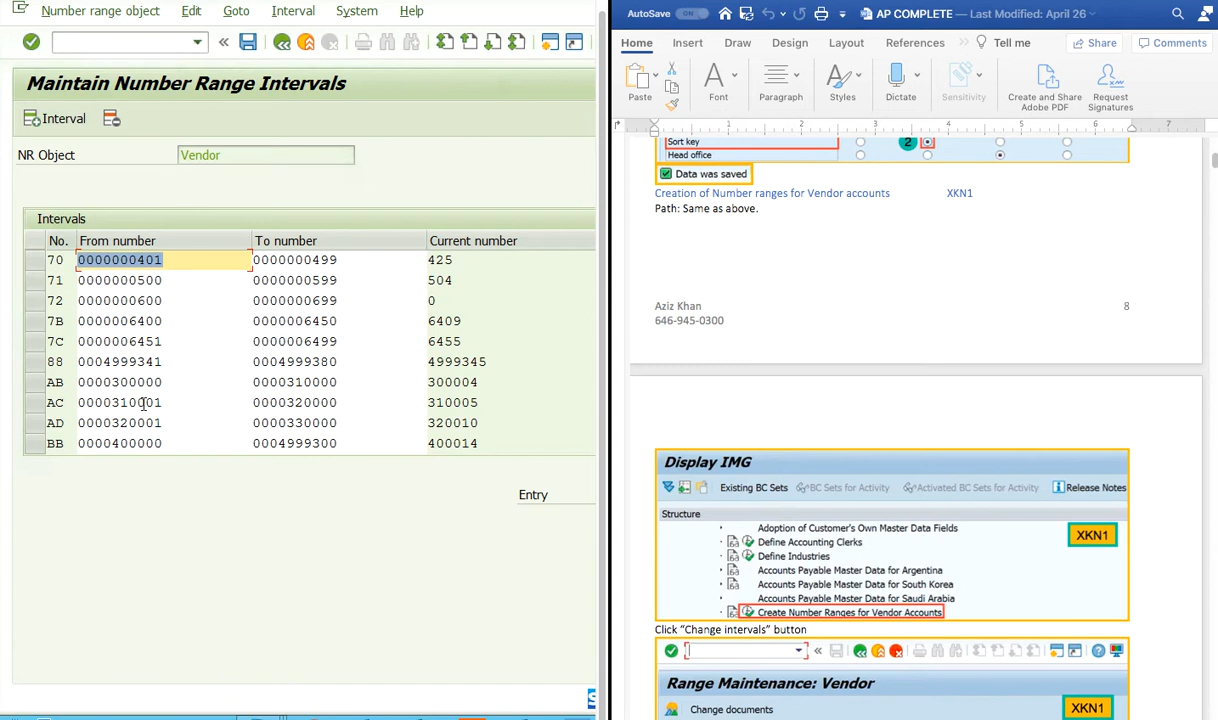 Number range object Edit Goto Interval System Help
Maintain Number Range Intervals
Interval
NR Object Vendor
Intervals
No. From number To number Current number
70 0000000401 0000000499 425
71 0000000500 0000000599 504
72 0000000600 0000000699 0
7B 0000006400 0000006450 6409
7C 0000006451 0000006499 6455
88 0004999341 0004999380 4999345
AB 0000300000 0000310000 300004
AC 0000310001 0000320000 310005
AD 0000320001 0000330000 320010
BB 0000400000 0004999300 400014
Entry
AutoSave ON AP COMPLETE — Last Modified: April 26
Home Insert Draw Design Layout References Tell me Share Comments
Paste Font Paragraph Styles Dictate Sensitivity Create and Share Adobe PDF Request Signatures
1 2 3 4 5 6 7
Sort key 2
Head office
Data was saved
Creation of Number ranges for Vendor accounts XKN1
Path: Same as above.
Aziz Khan
646-945-0300 8
Display IMG
Existing BC Sets BC Sets for Activity Activated BC Sets for Activity Release Notes
Structure
Adoption of Customer's Own Master Data Fields
XKN1
Define Accounting Clerks
Define Industries
Accounts Payable Master Data for Argentina
Accounts Payable Master Data for South Korea
Accounts Payable Master Data for Saudi Arabia
Create Number Ranges for Vendor Accounts
Click “Change intervals” button
Range Maintenance: Vendor
Change documents XKN1